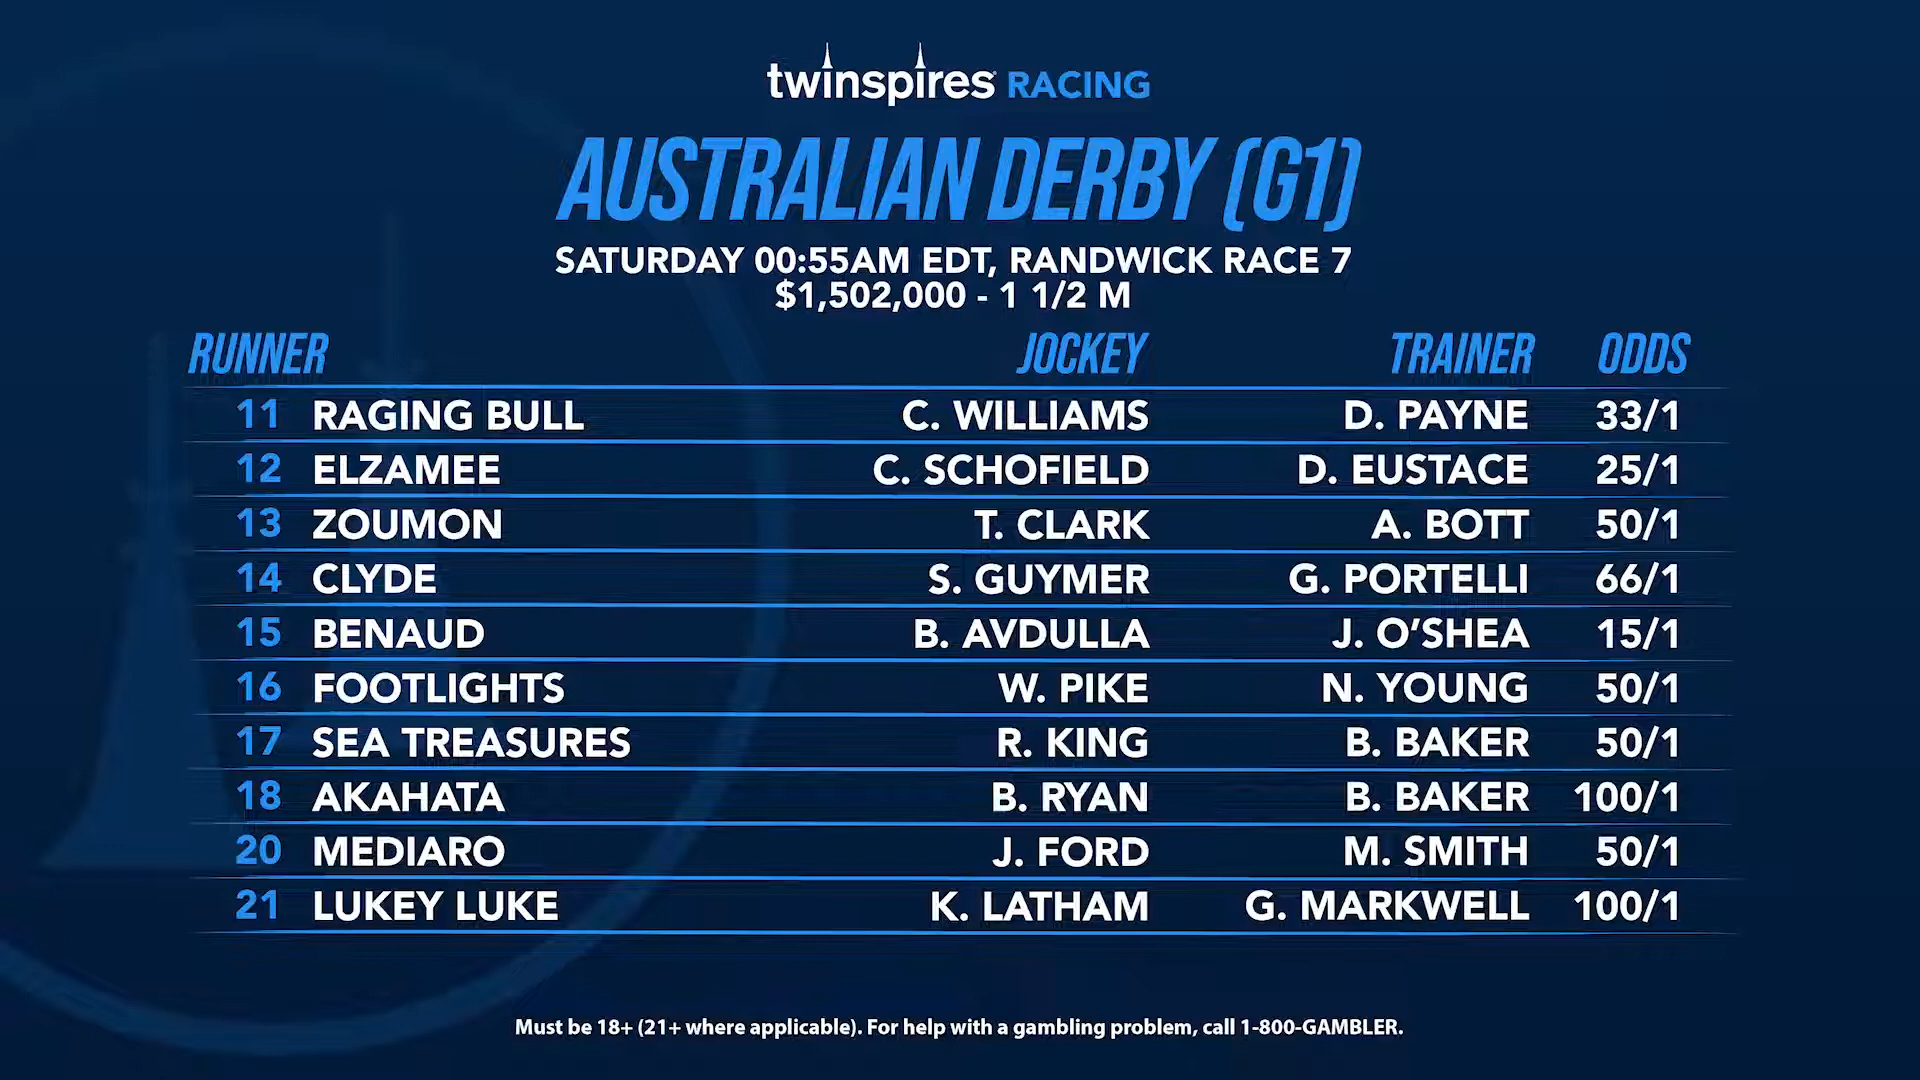 twinspires RACING
AUSTRALIAN DERBY (G1)
SATURDAY 00:55AM EDT, RANDWICK RACE 7
$1,502,000 - 1 1/2 M
RUNNER JOCKEY TRAINER ODDS
11 RAGING BULL C. WILLIAMS D. PAYNE 33/1
12 ELZAMEE C. SCHOFIELD D. EUSTACE 25/1
13 ZOUMON T. CLARK A. BOTT 50/1
14 CLYDE S. GUYMER G. PORTELLI 66/1
15 BENAUD B. AVDULLA J. O’SHEA 15/1
16 FOOTLIGHTS W. PIKE N. YOUNG 50/1
17 SEA TREASURES R. KING B. BAKER 50/1
18 AKAHATA B. RYAN B. BAKER 100/1
20 MEDIARO J. FORD M. SMITH 50/1
21 LUKEY LUKE K. LATHAM G. MARKWELL 100/1
Must be 18+ (21+ where applicable). For help with a gambling problem, call 1-800-GAMBLER.